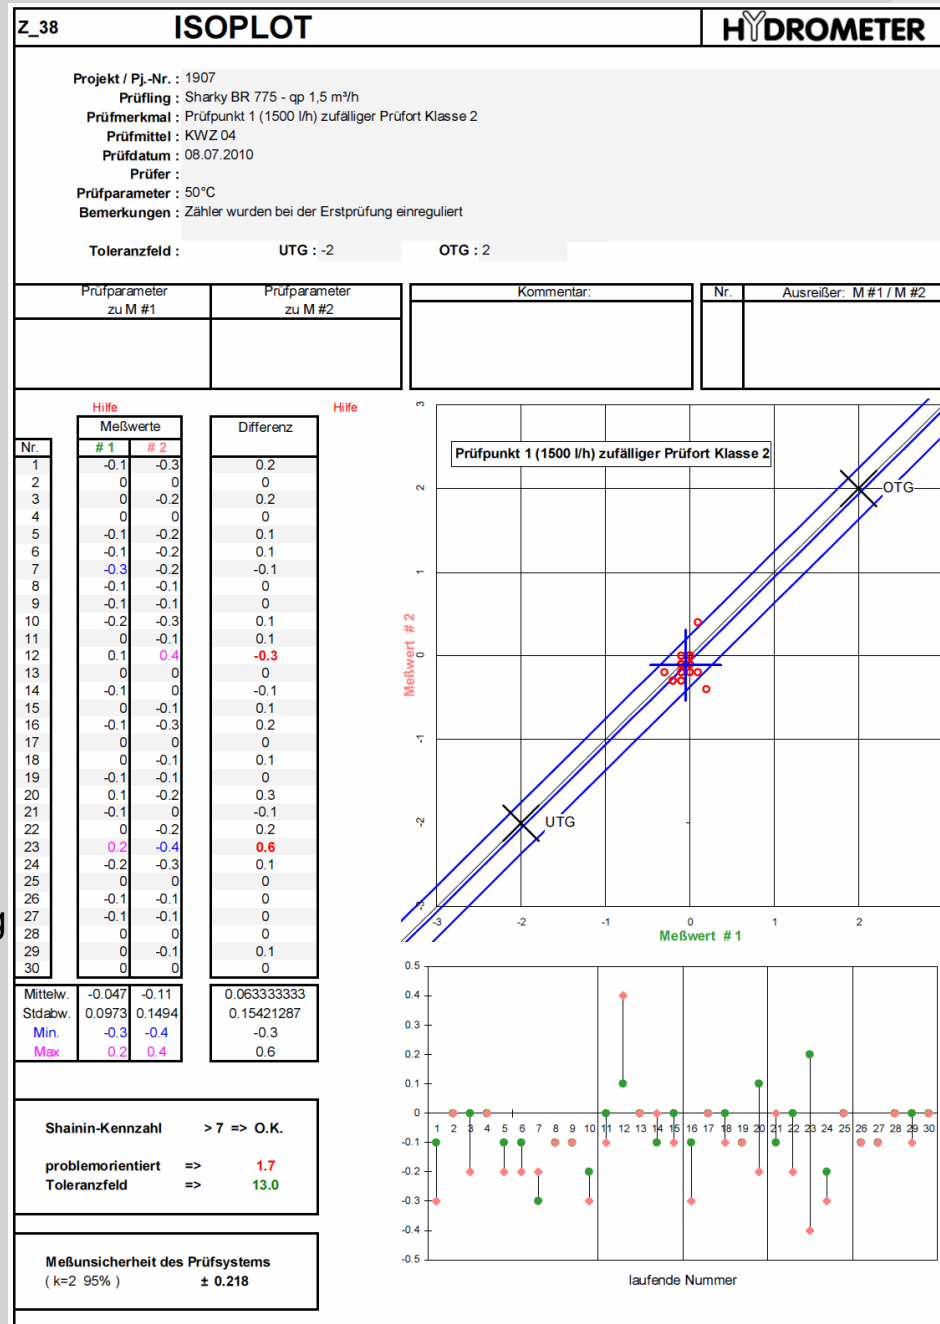 Z_38 ISOPLOT HYDROMETER
Projekt / Pj.-Nr. : 1907
Prüfling : Sharky BR 775 - qp 1,5 m³/h
Prüfmerkmal : Prüfpunkt 1 (1500 l/h) zufälliger Prüfort Klasse 2
Prüfmittel : KWZ 04
Prüfdatum : 08.07.2010
Prüfer :
Prüfparameter : 50°C
Bemerkungen : Zähler wurden bei der Erstprüfung einreguliert
Toleranzfeld : UTG : -2 OTG : 2
Prüfparameter zu M #1
Prüfparameter zu M #2
Kommentar:
Nr. Ausreißer: M #1 / M #2
Hilfe Hilfe
Meßwerte Differenz
Nr. # 1 # 2
1 -0.1 -0.3 0.2
2 0 0 0
3 0 -0.2 0.2
4 0 0 0
5 -0.1 -0.2 0.1
6 -0.1 -0.2 0.1
7 -0.3 -0.2 -0.1
8 -0.1 -0.1 0
9 -0.1 -0.1 0
10 -0.2 -0.3 0.1
11 0 -0.1 0.1
12 0.1 0.4 -0.3
13 0 0 0
14 -0.1 0 -0.1
15 0 -0.1 0.1
16 -0.1 -0.3 0.2
17 0 0 0
18 0 -0.1 0.1
19 -0.1 -0.1 0
20 0.1 -0.2 0.3
21 -0.1 0 -0.1
22 0 -0.2 0.2
23 0.2 -0.4 0.6
24 -0.2 -0.3 0.1
25 0 0 0
26 -0.1 -0.1 0
27 -0.1 -0.1 0
28 0 0 0
29 0 -0.1 0.1
30 0 0 0
Mittelw. -0.047 -0.11 0.063333333
Stdabw. 0.0973 0.1494 0.15421287
Min. -0.3 -0.4 -0.3
Max 0.2 0.4 0.6
Shainin-Kennzahl > 7 => O.K.
problemorientiert => 1.7
Toleranzfeld => 13.0
Meßunsicherheit des Prüfsystems
( k=2 95% ) ± 0.218
Prüfpunkt 1 (1500 l/h) zufälliger Prüfort Klasse 2
OTG
UTG
Meßwert # 2
3
2
1
0
-1
-2
-3
-3 -2 -1 0 1 2
Meßwert # 1
0.5
0.4
0.3
0.2
0.1
0
-0.1
-0.2
-0.3
-0.4
-0.5
1 2 3 4 5 6 7 8 9 10 11 12 13 14 15 16 17 18 19 20 21 22 23 24 25 26 27 28 29 30
laufende Nummer